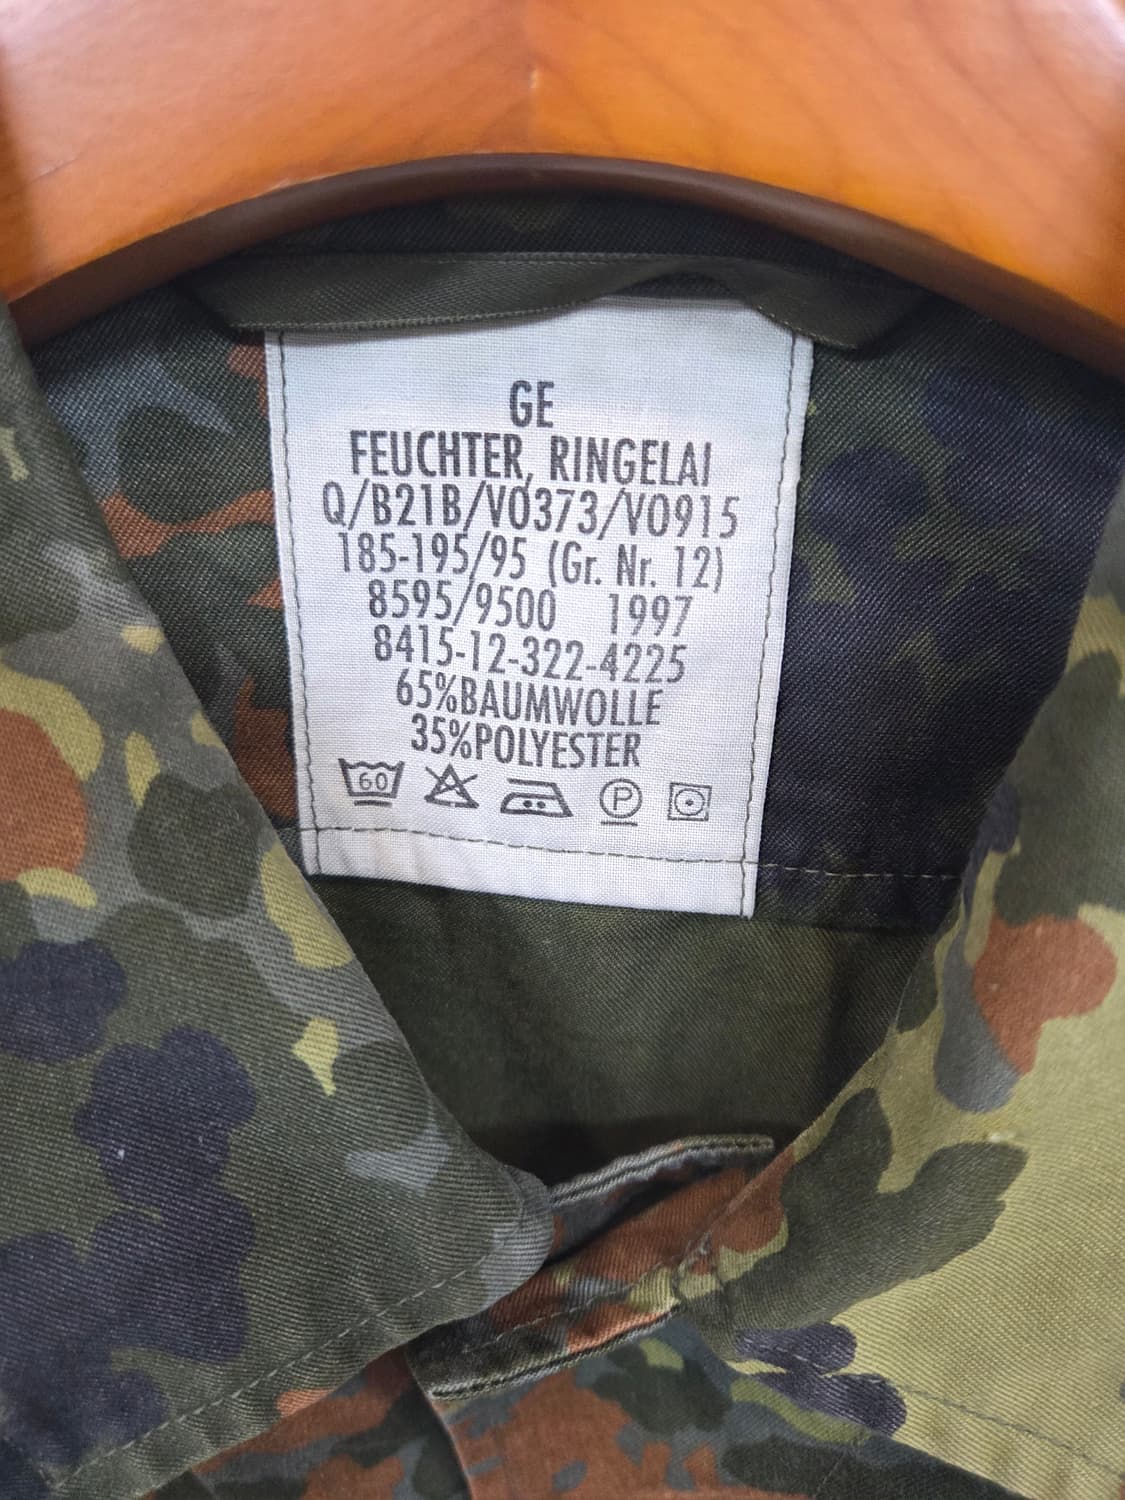 GE
FEUCHTER, RINGELAI
Q/B21B/V0373/V0915
185-195/95 (Gr. Nr. 12)
8595/9500 1997
8415-12-322-4225
65%BAUMWOLLE
35%POLYESTER
60 P